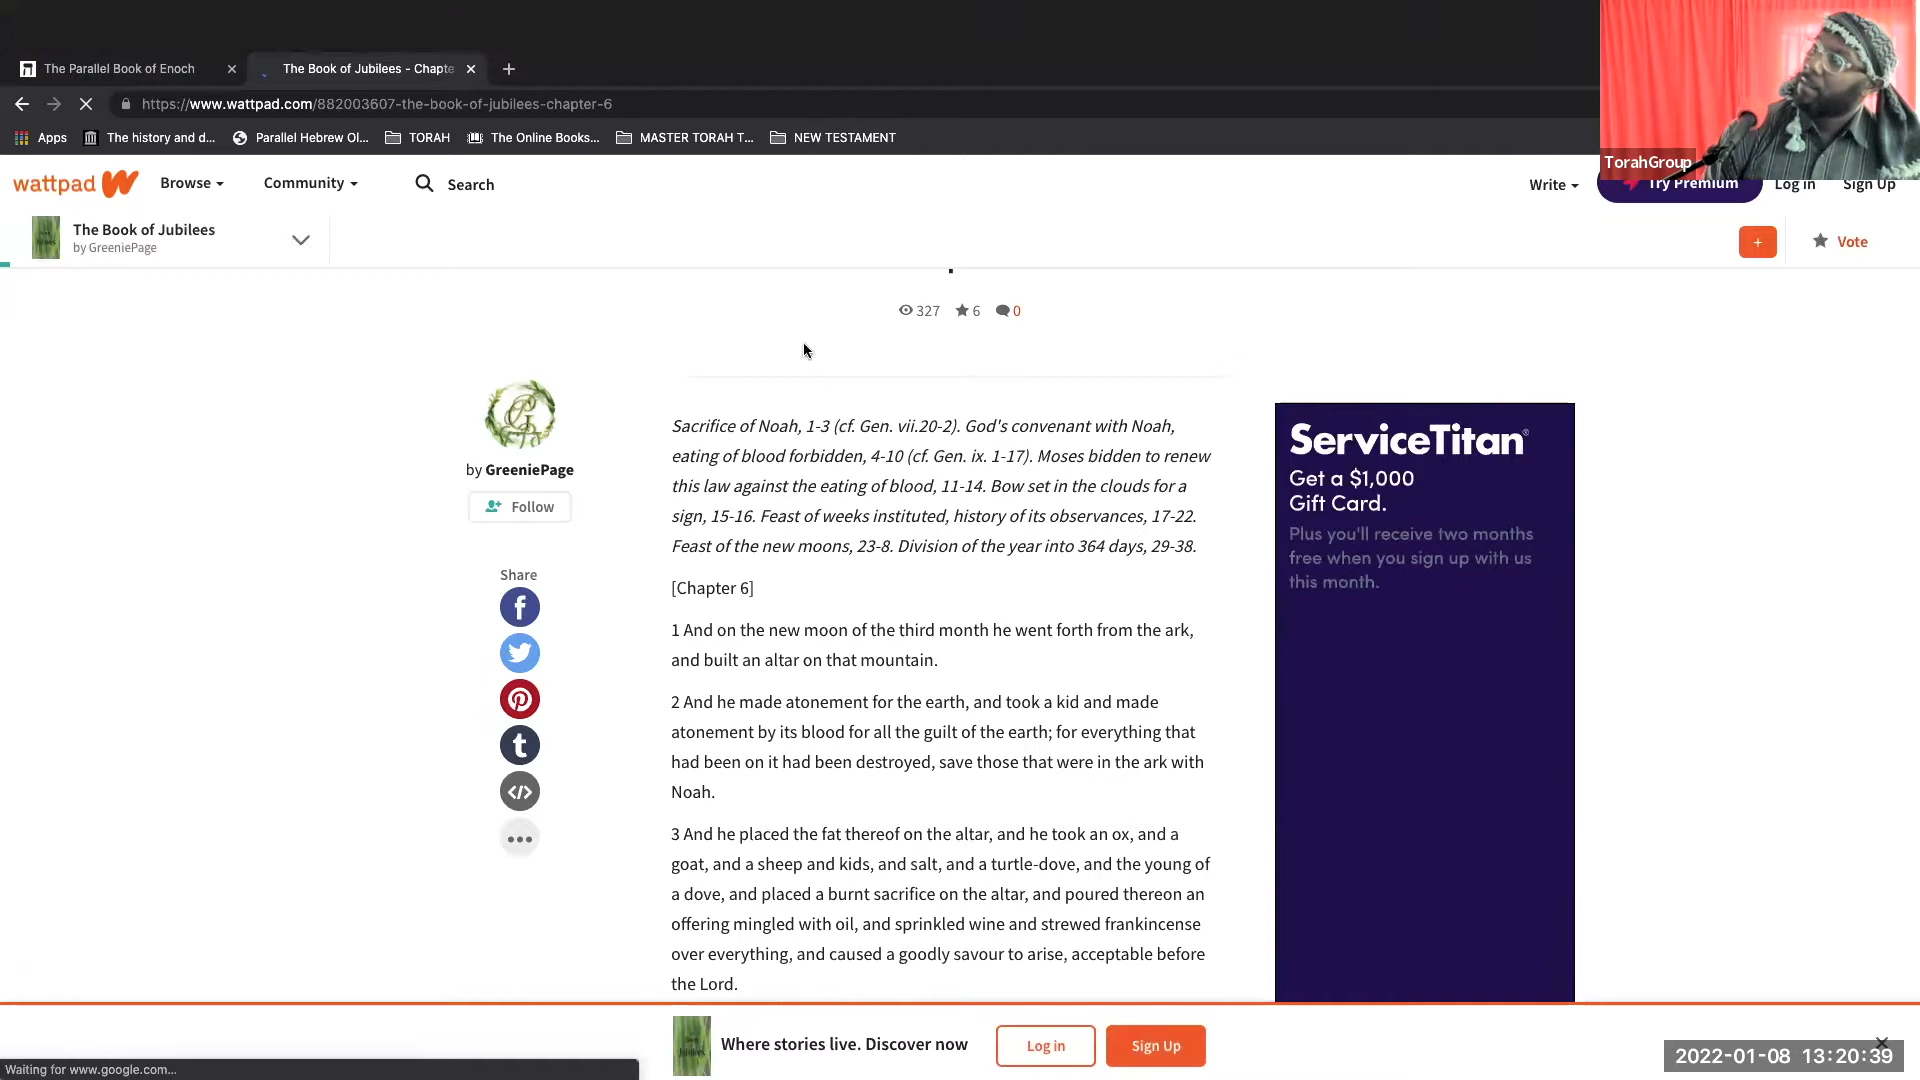 The Parallel Book of Enoch
The Book of Jubilees - Chapte
https://www.wattpad.com/882003607-the-book-of-jubilees-chapter-6
Apps
The history and d...
Parallel Hebrew Ol...
TORAH
The Online Books...
MASTER TORAH T...
NEW TESTAMENT
TorahGroup
wattpad
Browse
Community
Search
Write
Try Premium
Log in
Sign Up
The Book of Jubilees
by GreeniePage
+
Vote
327
6
0
by GreeniePage
Follow
Share
Sacrifice of Noah, 1-3 (cf. Gen. vii.20-2). God's convenant with Noah,
eating of blood forbidden, 4-10 (cf. Gen. ix. 1-17). Moses bidden to renew
this law against the eating of blood, 11-14. Bow set in the clouds for a
sign, 15-16. Feast of weeks instituted, history of its observances, 17-22.
Feast of the new moons, 23-8. Division of the year into 364 days, 29-38.
[Chapter 6]
1 And on the new moon of the third month he went forth from the ark,
and built an altar on that mountain.
2 And he made atonement for the earth, and took a kid and made
atonement by its blood for all the guilt of the earth; for everything that
had been on it had been destroyed, save those that were in the ark with
Noah.
3 And he placed the fat thereof on the altar, and he took an ox, and a
goat, and a sheep and kids, and salt, and a turtle-dove, and the young of
a dove, and placed a burnt sacrifice on the altar, and poured thereon an
offering mingled with oil, and sprinkled wine and strewed frankincense
over everything, and caused a goodly savour to arise, acceptable before
the Lord.
ServiceTitan
Get a $1,000
Gift Card.
Plus you'll receive two months
free when you sign up with us
this month.
Where stories live. Discover now
Log in
Sign Up
Waiting for www.google.com...
2022-01-08 13:20:39